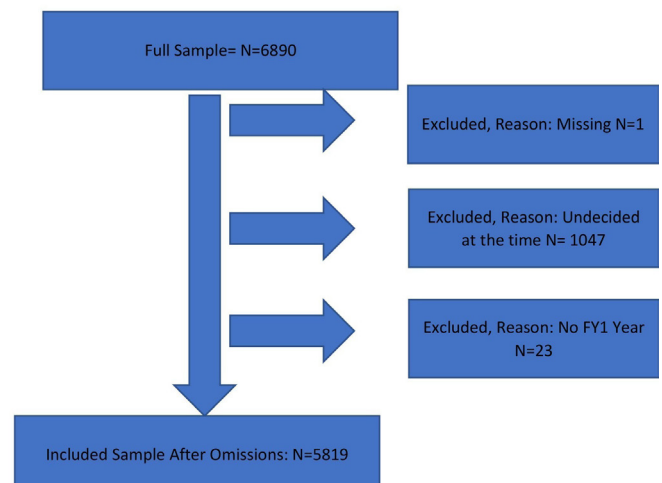 Full Sample= N=6890
Excluded, Reason: Missing N=1
Excluded, Reason: Undecided
at the time N= 1047
Excluded, Reason: No FY1 Year
N=23
Included Sample After Omissions: N=5819